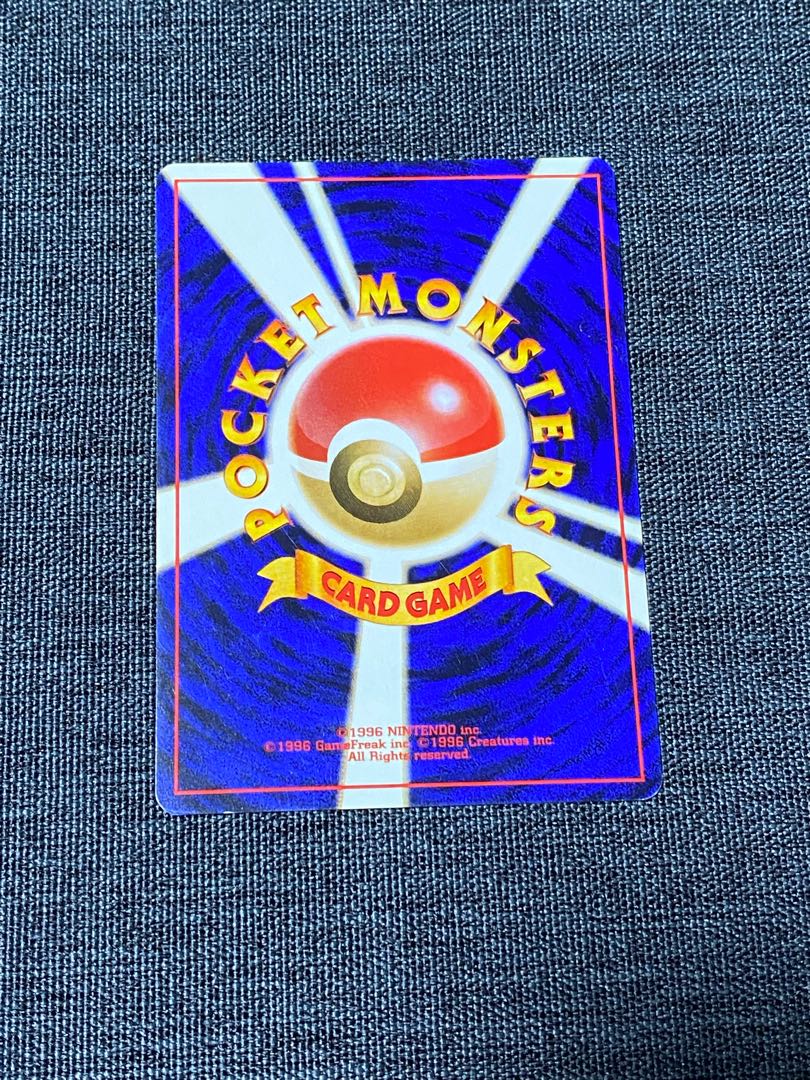 POCKET MONSTERS
CARD GAME
©1996 NINTENDO inc.
©1996 GameFreak inc. ©1996 Creatures inc.
All Rights reserved.